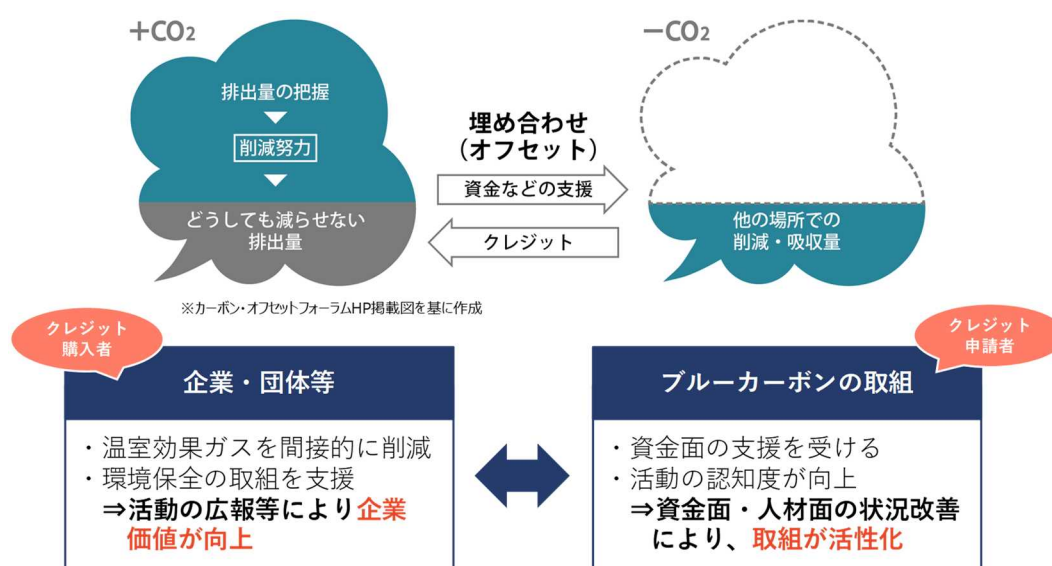 +CO₂
排出量の把握
削減努力
どうしても減らせない
排出量
埋め合わせ
(オフセット)
資金などの支援
クレジット
－CO₂
他の場所での
削減・吸収量
※カーボン・オフセットフォーラムHP掲載図を基に作成
クレジット
購入者
企業・団体等
・温室効果ガスを間接的に削減
・環境保全の取組を支援
⇒活動の広報等により企業
価値が向上
クレジット
申請者
ブルーカーボンの取組
・資金面の支援を受ける
・活動の認知度が向上
⇒資金面・人材面の状況改善
により、取組が活性化